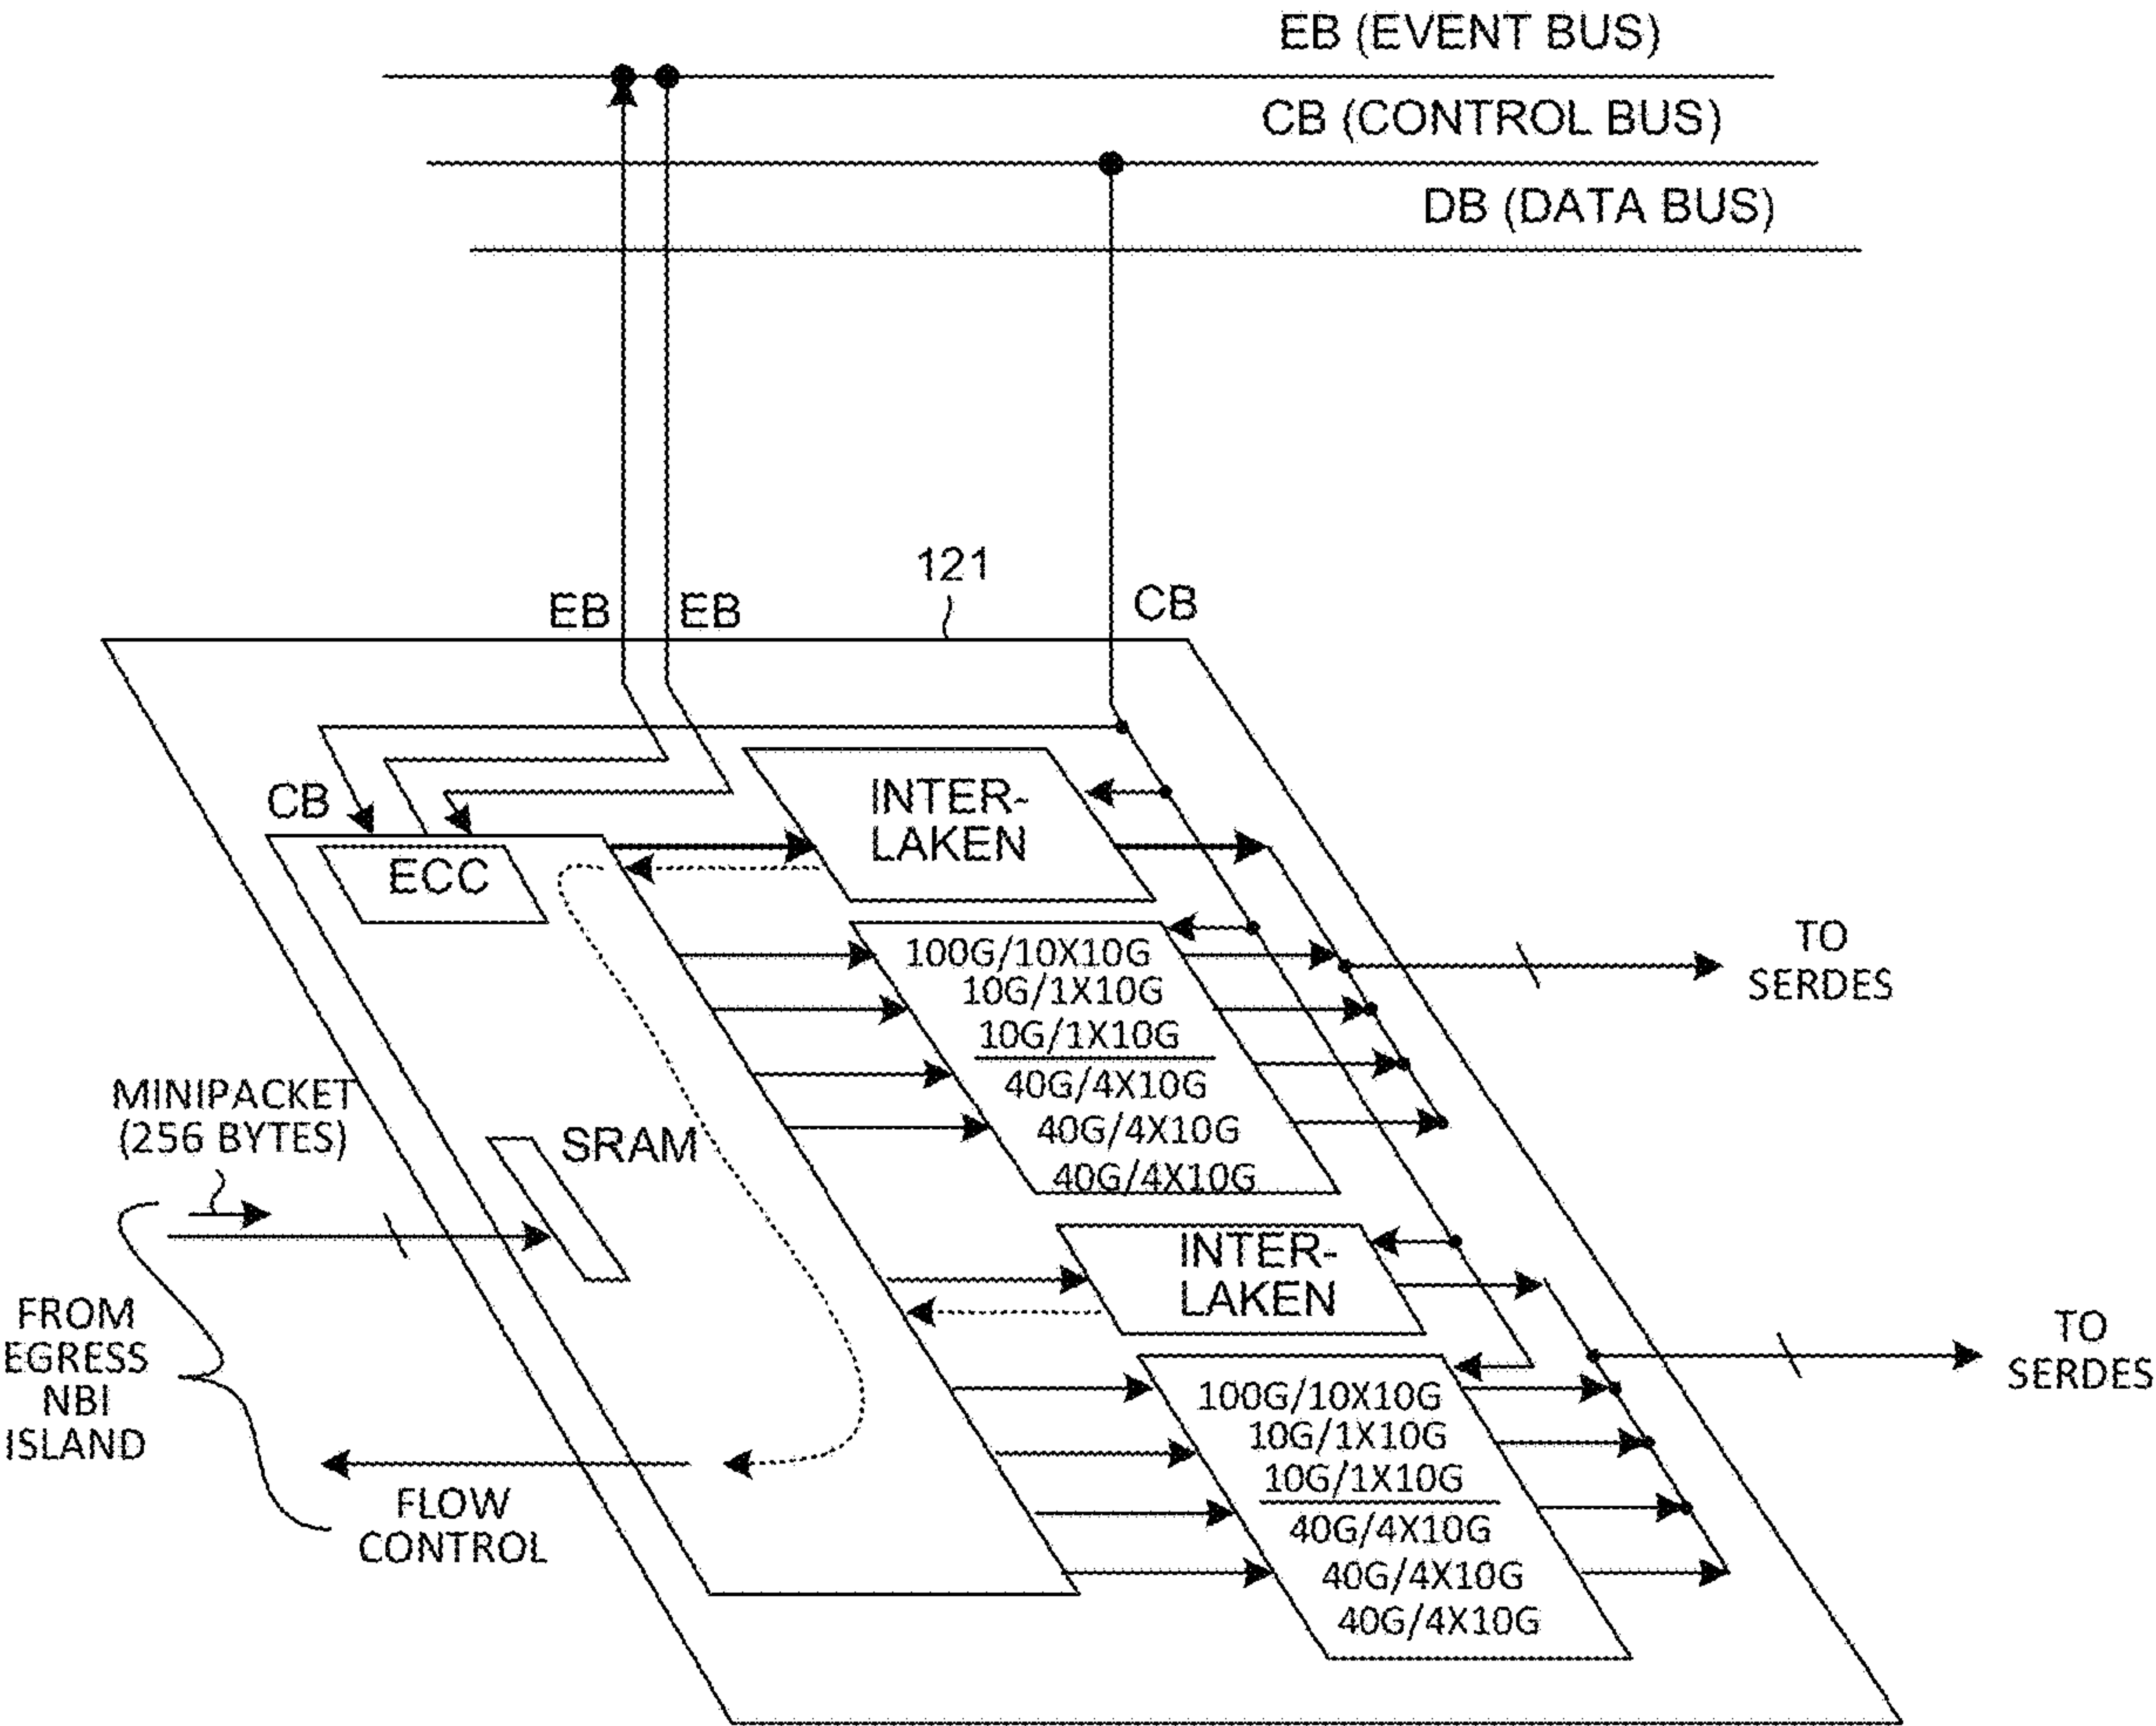 EB (EVENT BUS)
CB (CONTROL BUS)
DB (DATA BUS)
121
EB
EB
CB
CB
INTER-
LAKEN
ECC
100G/10X10G
10G/1X10G
10G/1X10G
40G/4X10G
40G/4X10G
40G/4X10G
TO
SERDES
MINIPACKET
(256 BYTES)
SRAM
INTER-
LAKEN
FROM
EGRESS
NBI
ISLAND
TO
SERDES
100G/10X10G
10G/1X10G
10G/1X10G
40G/4X10G
40G/4X10G
40G/4X10G
FLOW
CONTROL